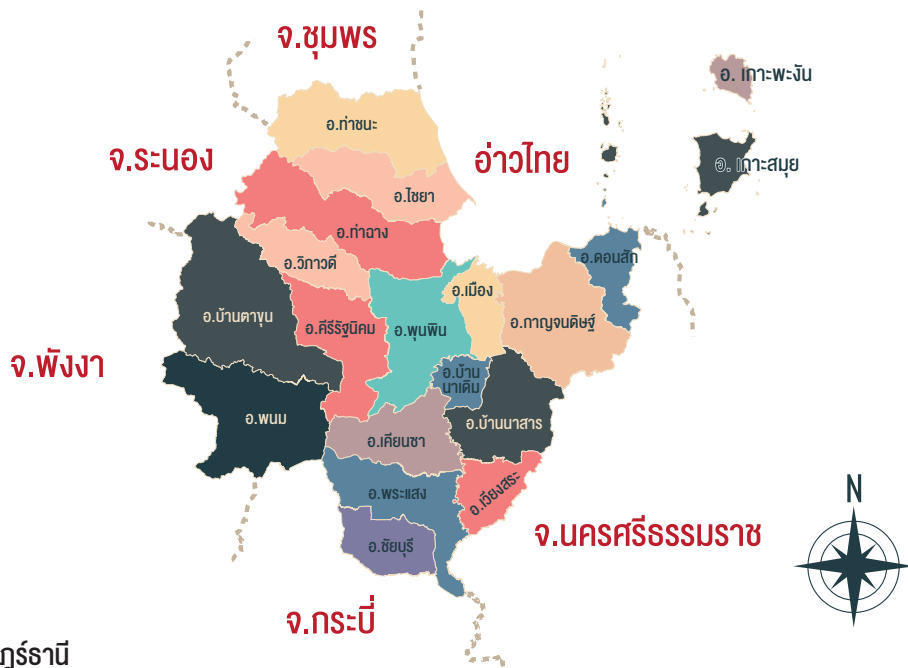 จ.ชุมพร
อ. เกาะพะงัน
อ.ท่าชนะ
จ.ระนอง
อ่าวไทย
อ. เกาะสมุย
อ.ไชยา
อ.ท่าฉาง
อ.วิภาวดี
อ.ดอนสัก
อ.เมือง
อ.บ้านตาขุน
อ.คีรีรัฐนิคม
อ.พุนพิน
อ.กาญจนดิษฐ์
จ.พังงา
อ.บ้าน
นาเดิม
อ.พนม
อ.เคียนซา
อ.บ้านนาสาร
อ.พระแสง
อ.เวียงสระ
N
จ.นครศรีธรรมราช
อ.ชัยบุรี
จ.กระบี่
ฎร์ธานี